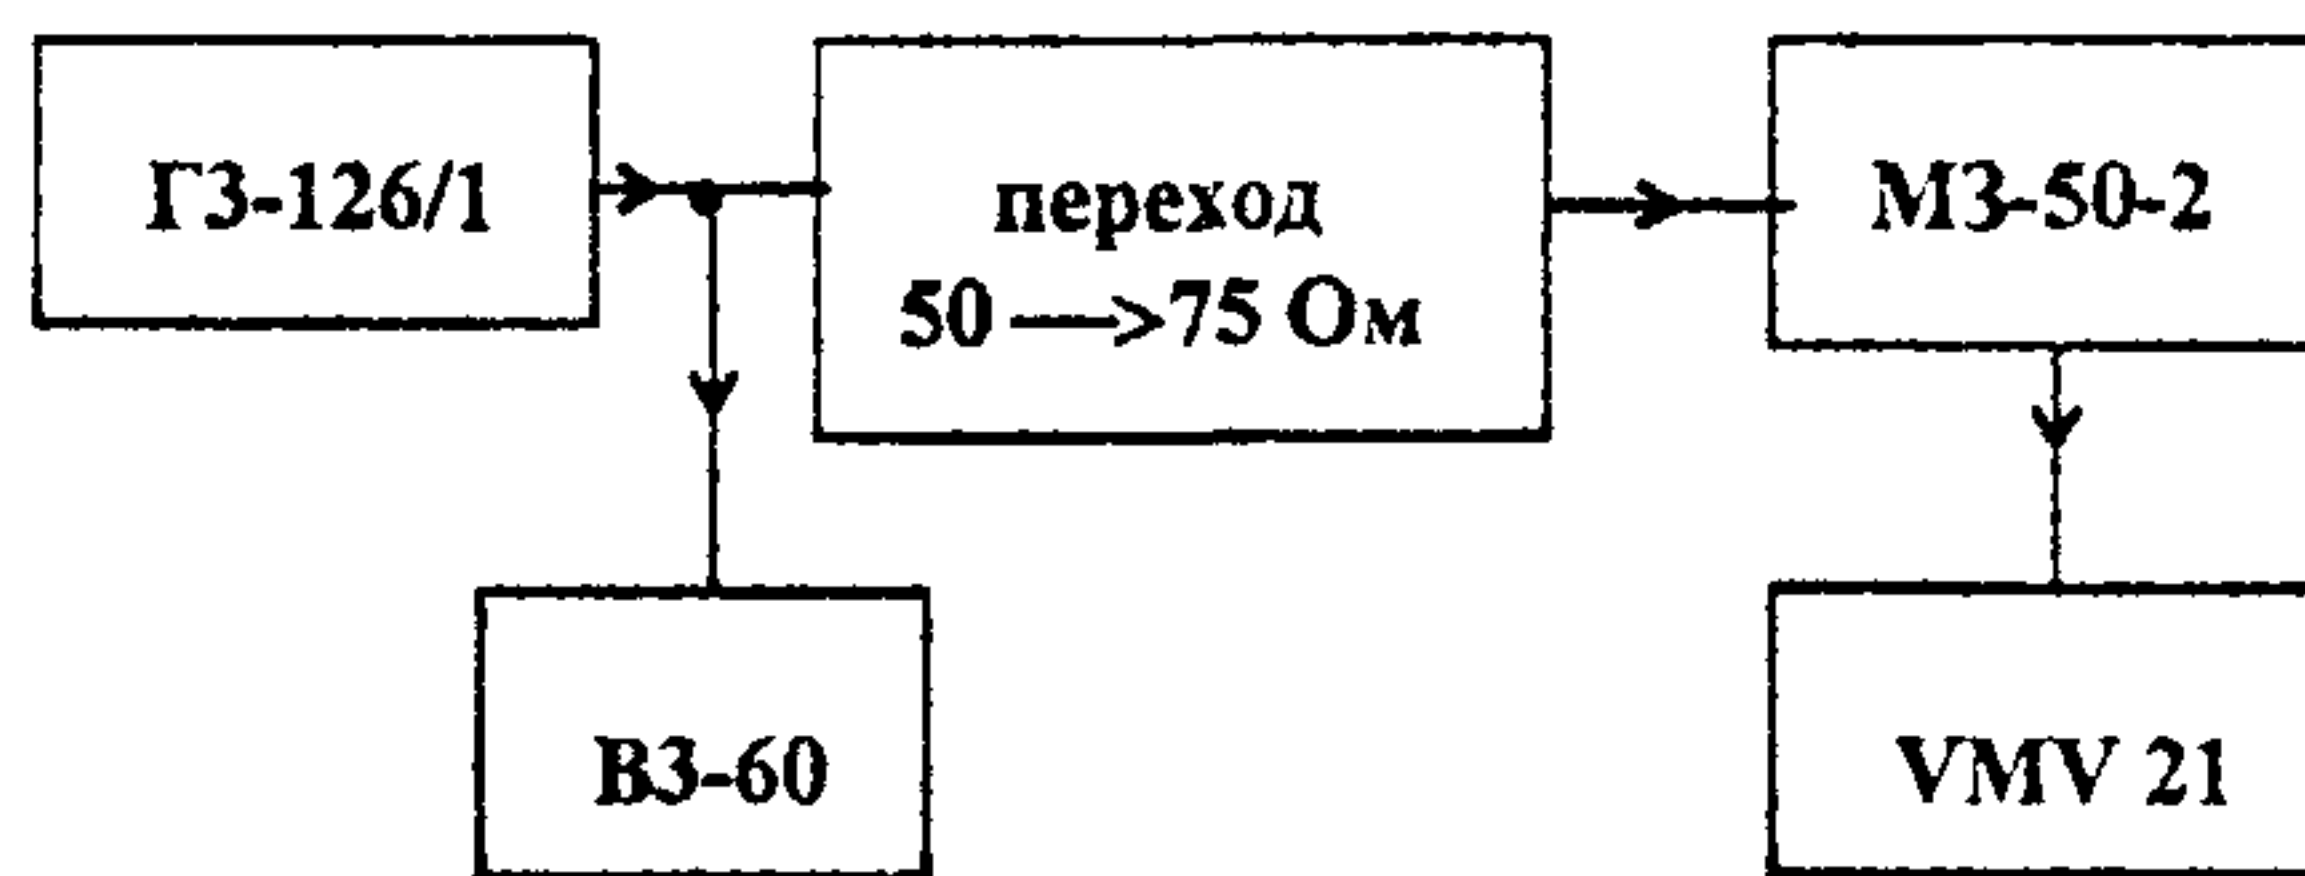 Г3-126/1
переход
50 —>75 Ом
М3-50-2
В3-60
VMV 21